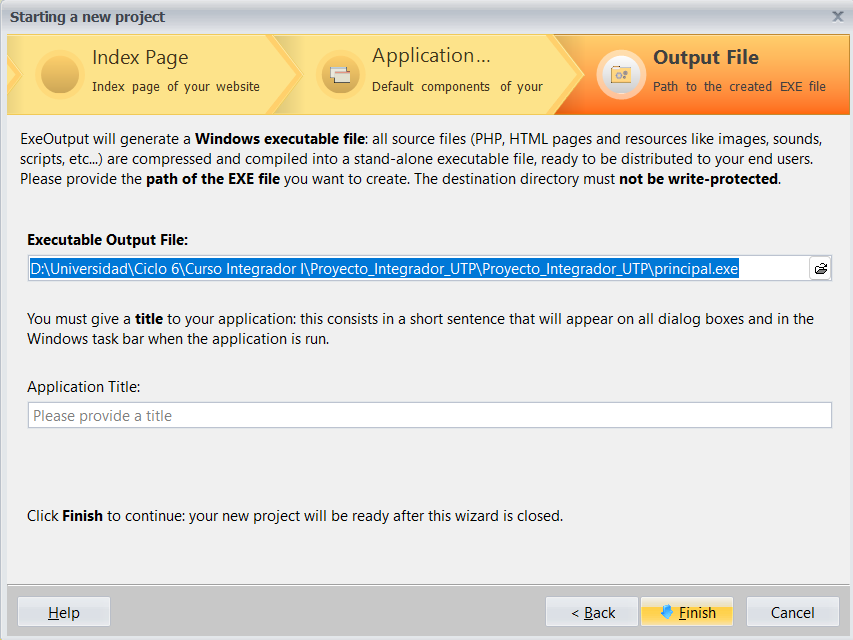 Starting a new project
Index Page
Index page of your website
Application...
Default components of your
Output File
Path to the created EXE file
ExeOutput will generate a Windows executable file: all source files (PHP, HTML pages and resources like images, sounds,
scripts, etc...) are compressed and compiled into a stand-alone executable file, ready to be distributed to your end users.
Please provide the path of the EXE file you want to create. The destination directory must not be write-protected.
Executable Output File:
D:\Universidad\Ciclo 6\Curso Integrador I\Proyecto_Integrador_UTP\Proyecto_Integrador_UTP\principal.exe
You must give a title to your application: this consists in a short sentence that will appear on all dialog boxes and in the
Windows task bar when the application is run.
Application Title:
Please provide a title
Click Finish to continue: your new project will be ready after this wizard is closed.
Help
< Back
Finish
Cancel